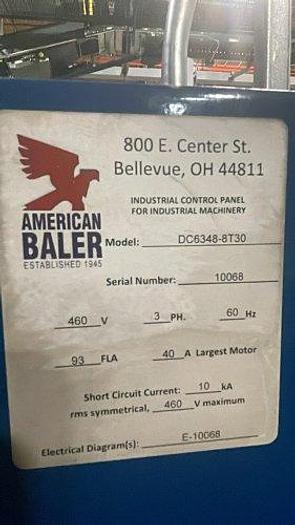 800 E. Center St.
Bellevue, OH 44811
INDUSTRIAL CONTROL PANEL
FOR INDUSTRIAL MACHINERY
AMERICAN
BALER
ESTABLISHED 1945
Model: DC6348-8T30
Serial Number: 10068
460 V 3 PH. 60 Hz
93 FLA 40 A Largest Motor
Short Circuit Current: 10 kA
rms symmetrical, 460 V maximum
Electrical Diagram(s): E-10068